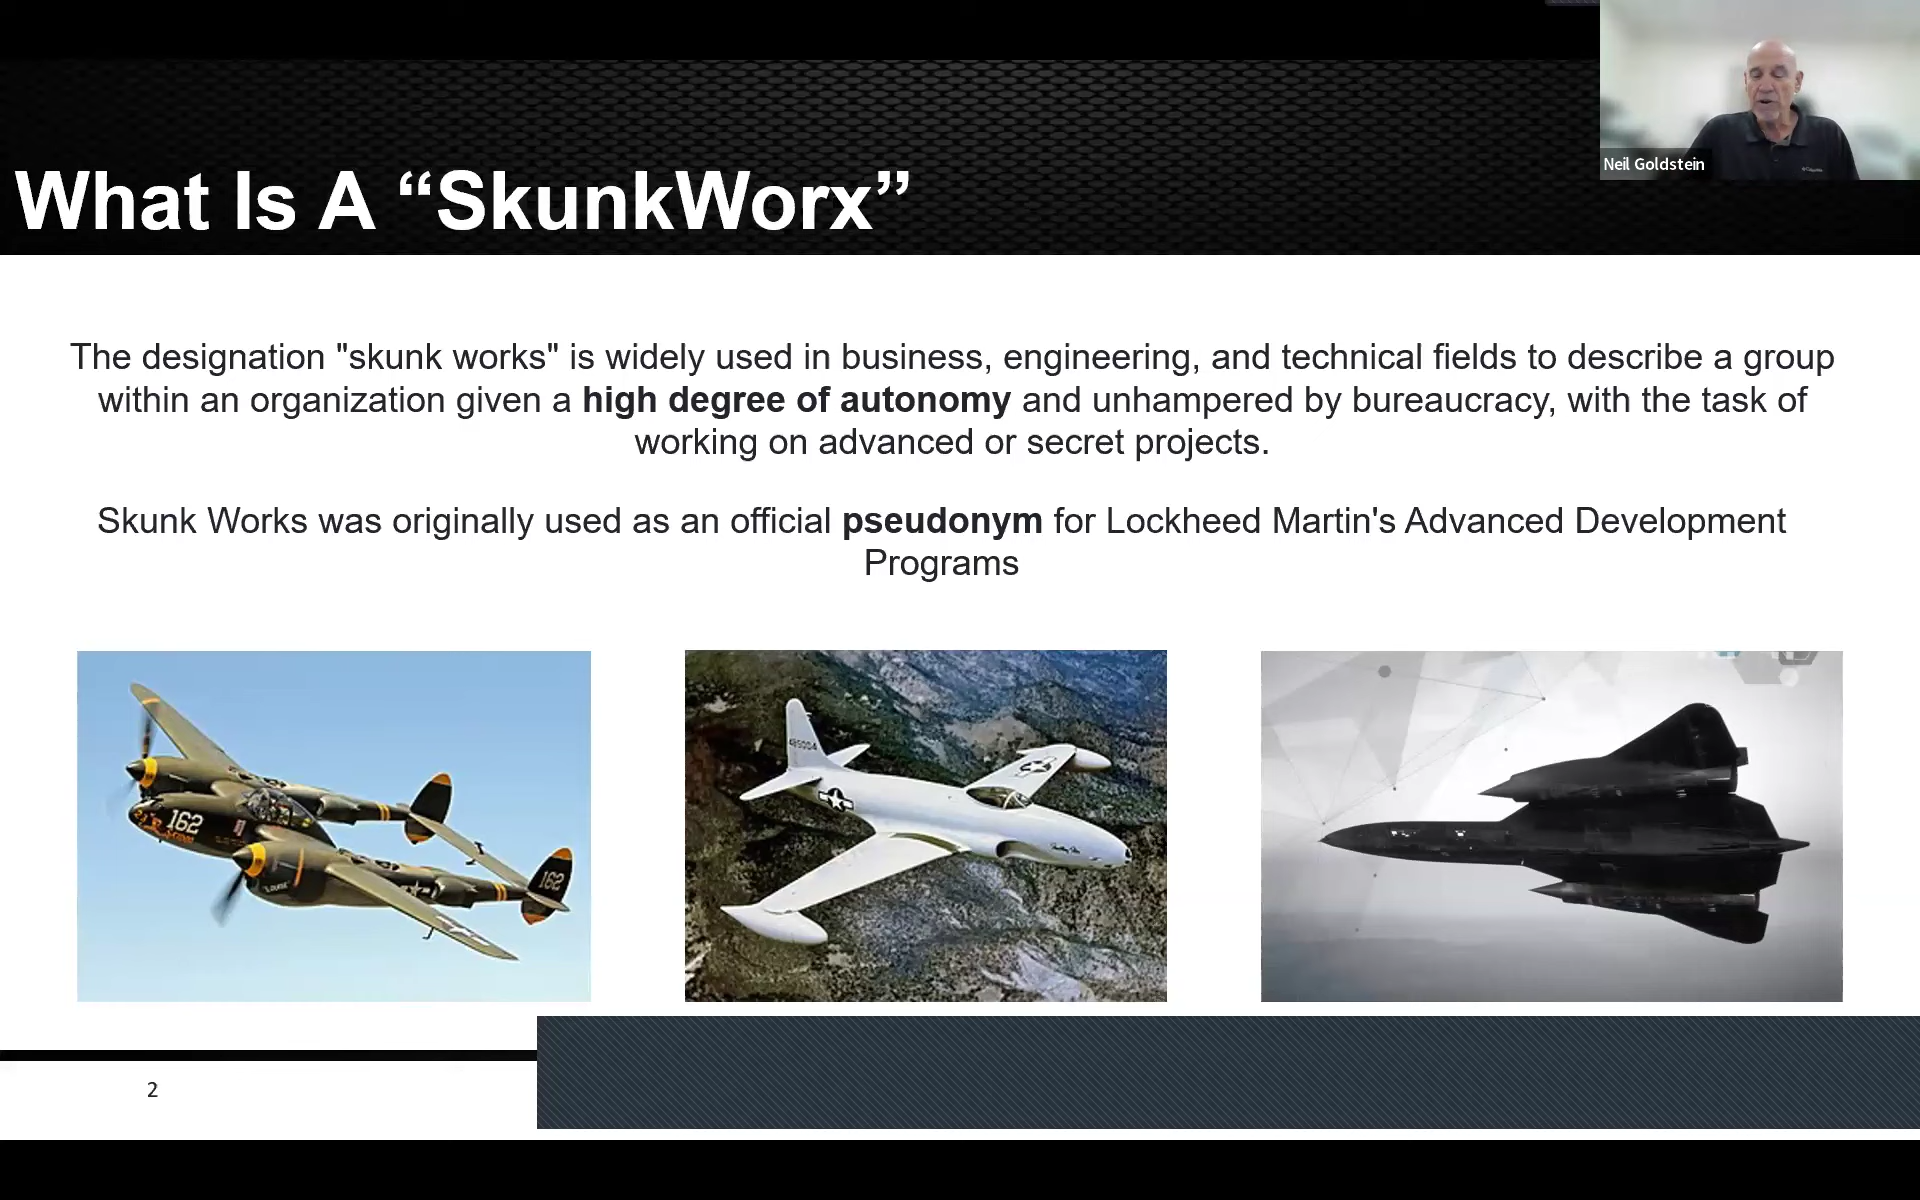 Neil Goldstein
What Is A “SkunkWorx”
The designation "skunk works" is widely used in business, engineering, and technical fields to describe a group
within an organization given a high degree of autonomy and unhampered by bureaucracy, with the task of
working on advanced or secret projects.
Skunk Works was originally used as an official pseudonym for Lockheed Martin's Advanced Development
Programs
162
162
485004
2